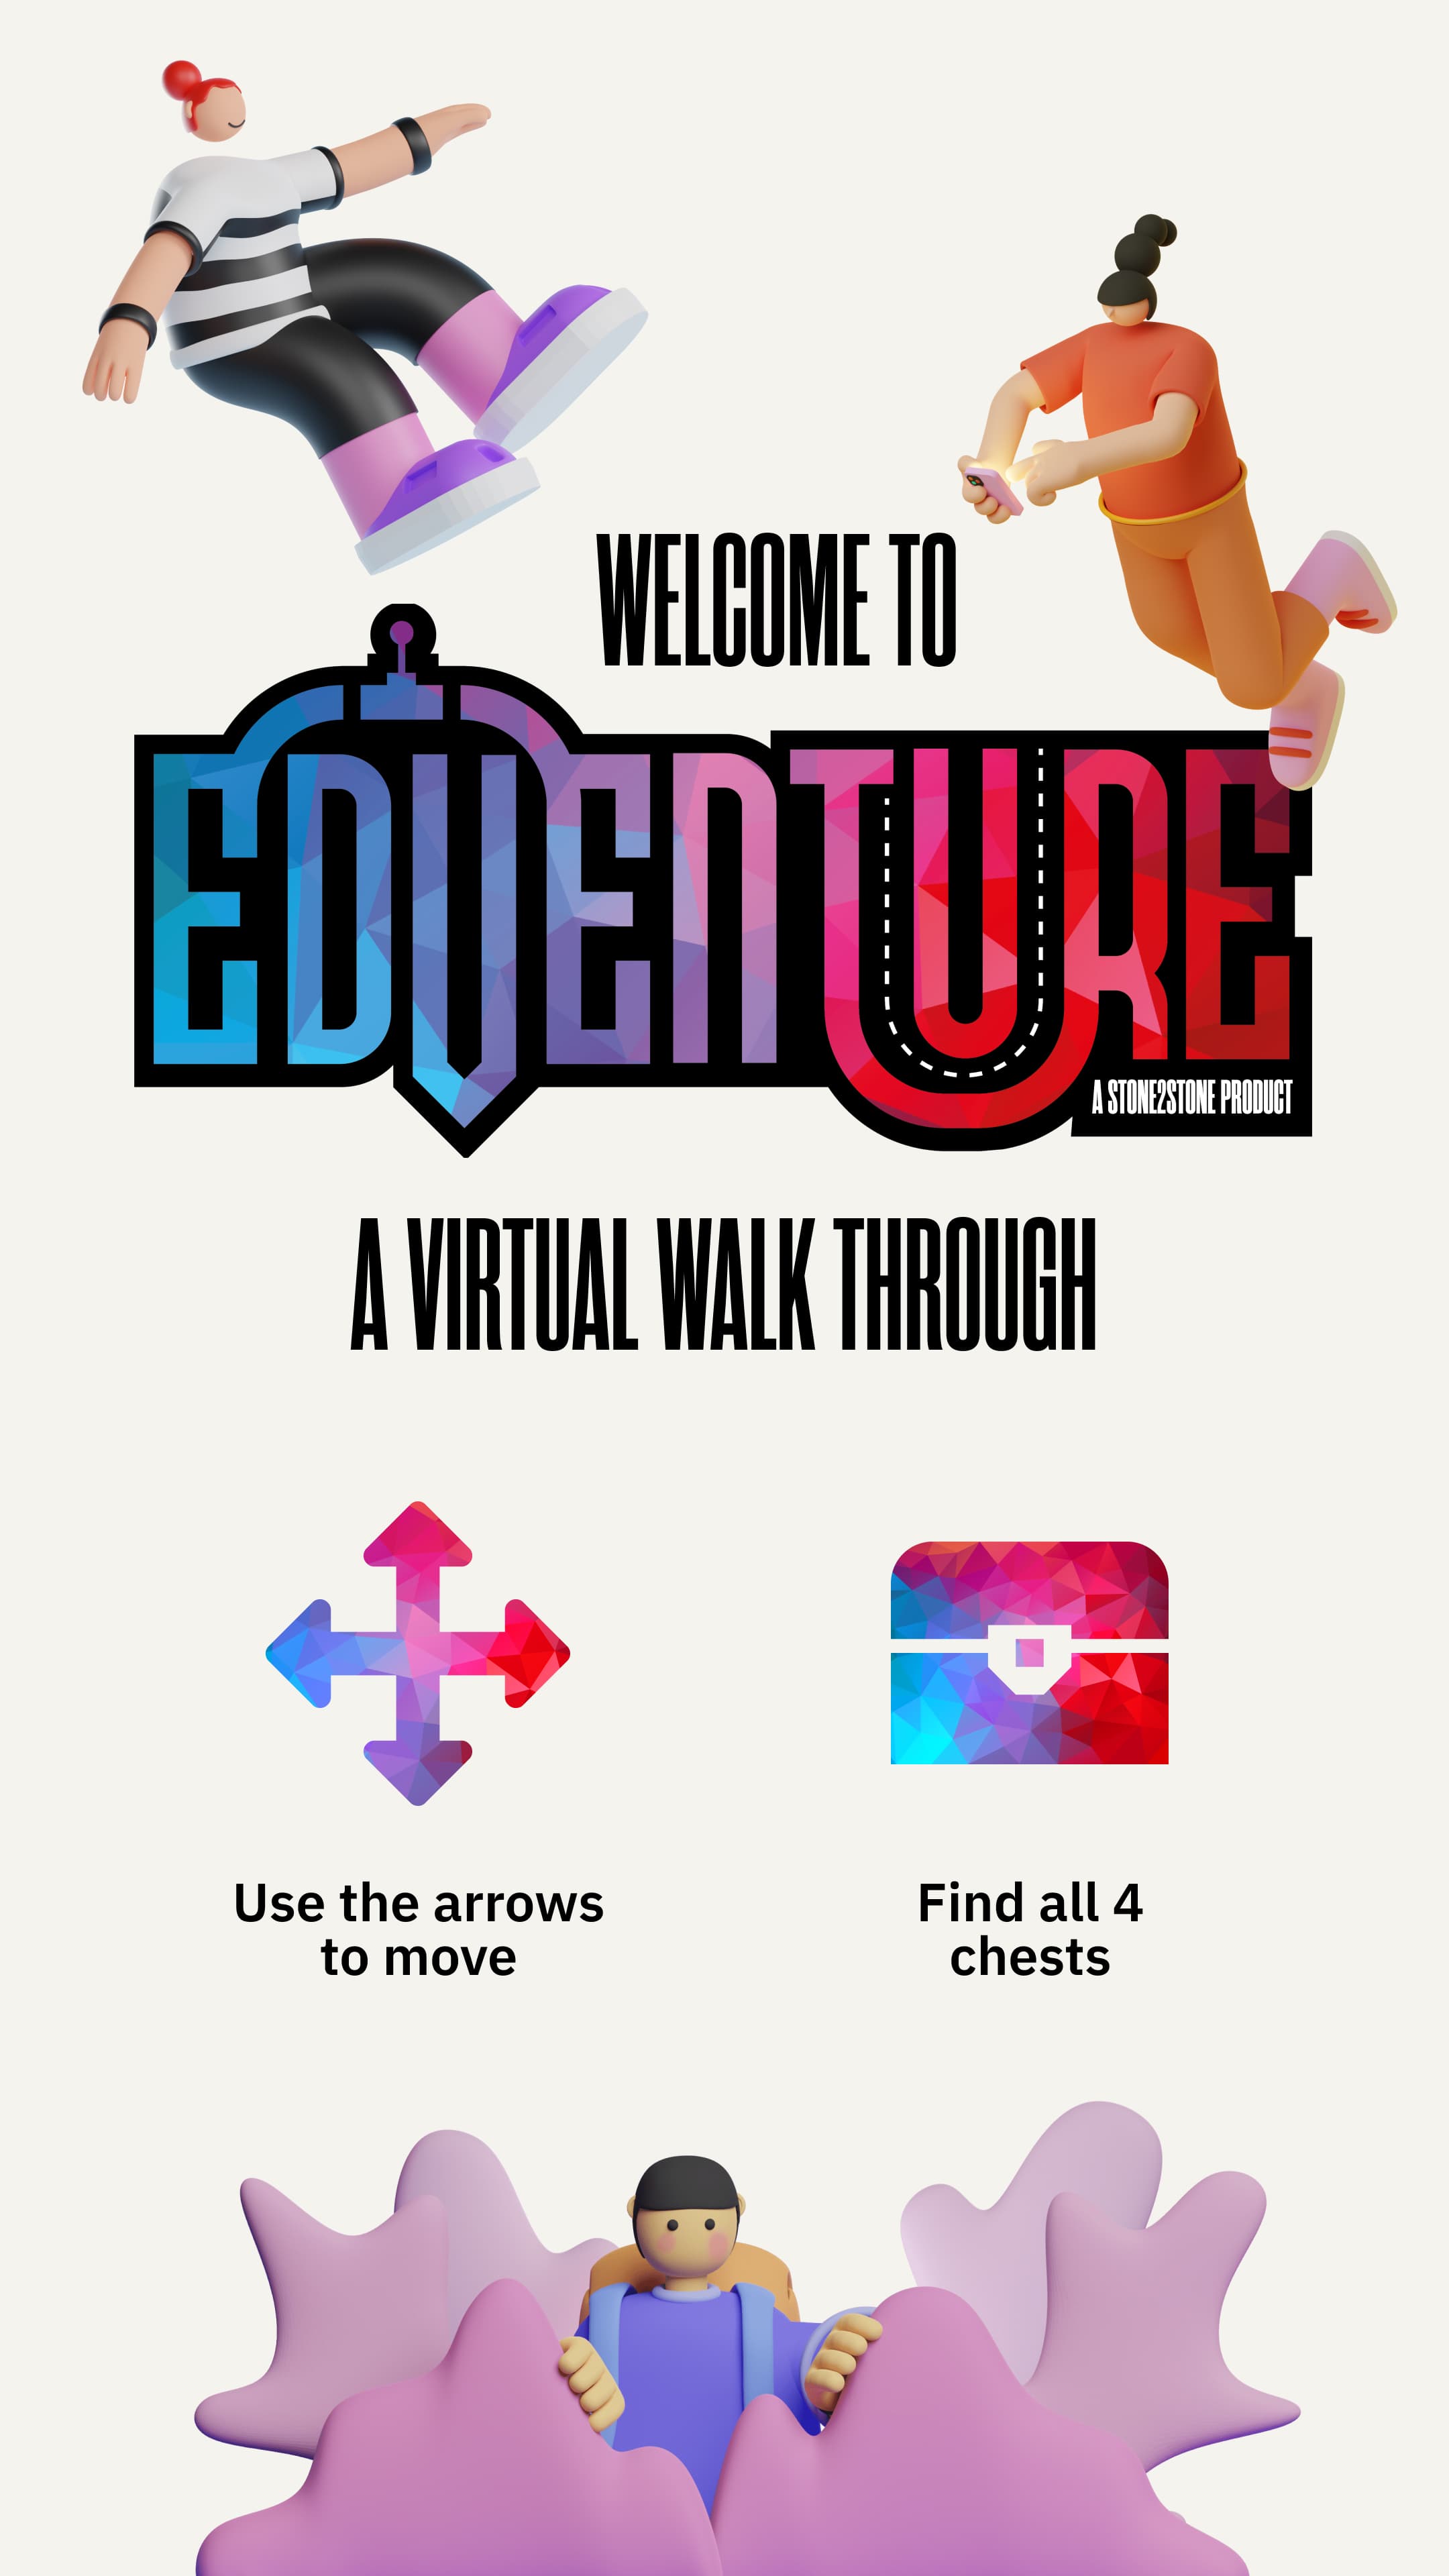 WELCOME TO
EDVENTURE
A STONE2STONE PRODUCT
A VIRTUAL WALK THROUGH
Use the arrows
to move
Find all 4
chests